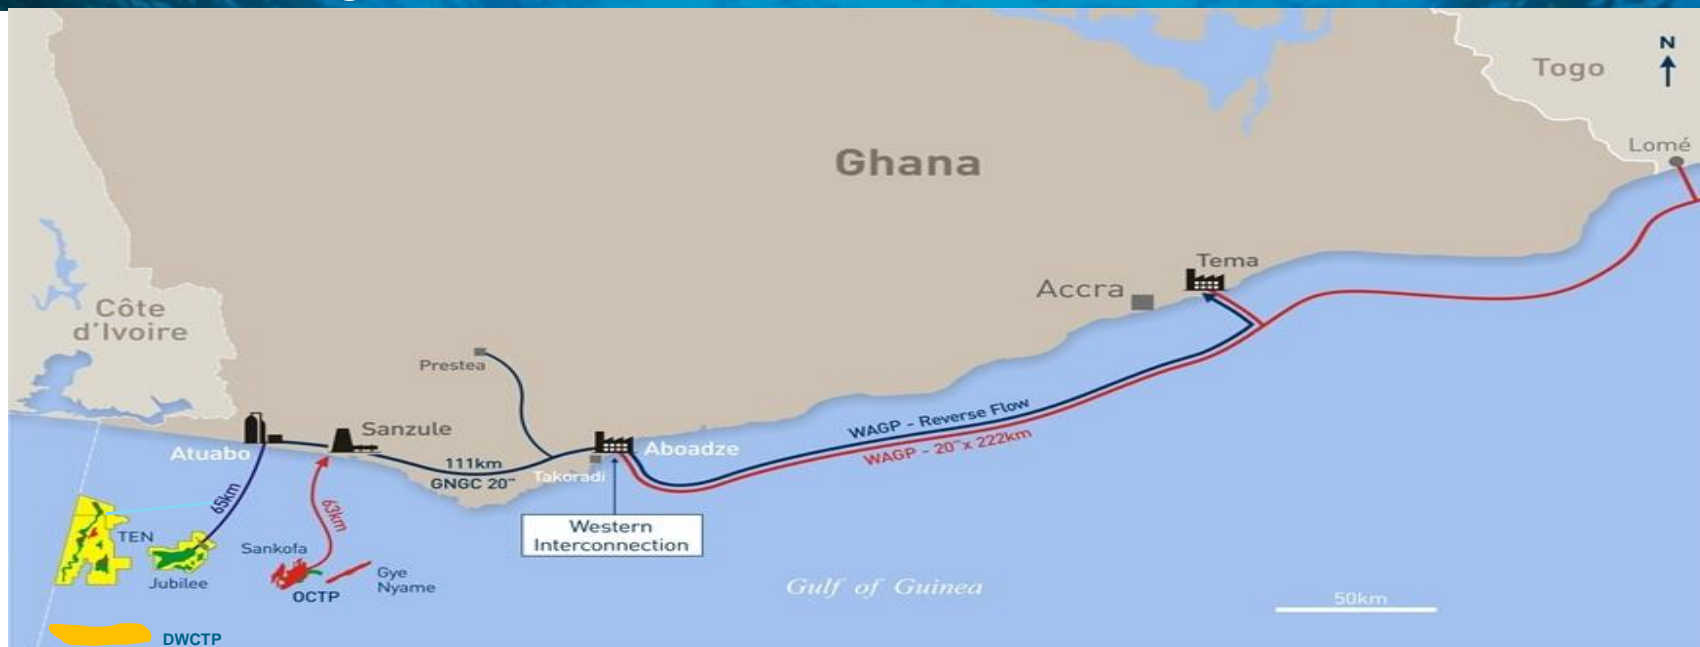 N
Togo
Lomé
Ghana
Tema
Accra
Côte
d'Ivoire
Prestea
Sanzule
Atuabo
Aboadze
Takoradi
111km
GNGC 20"
WAGP - Reverse Flow
WAGP - 20" x 222km
65km
63km
Western
Interconnection
TEN
Jubilee
Sankofa
OCTP
Gye
Nyame
Gulf of Guinea
50km
DWCTP